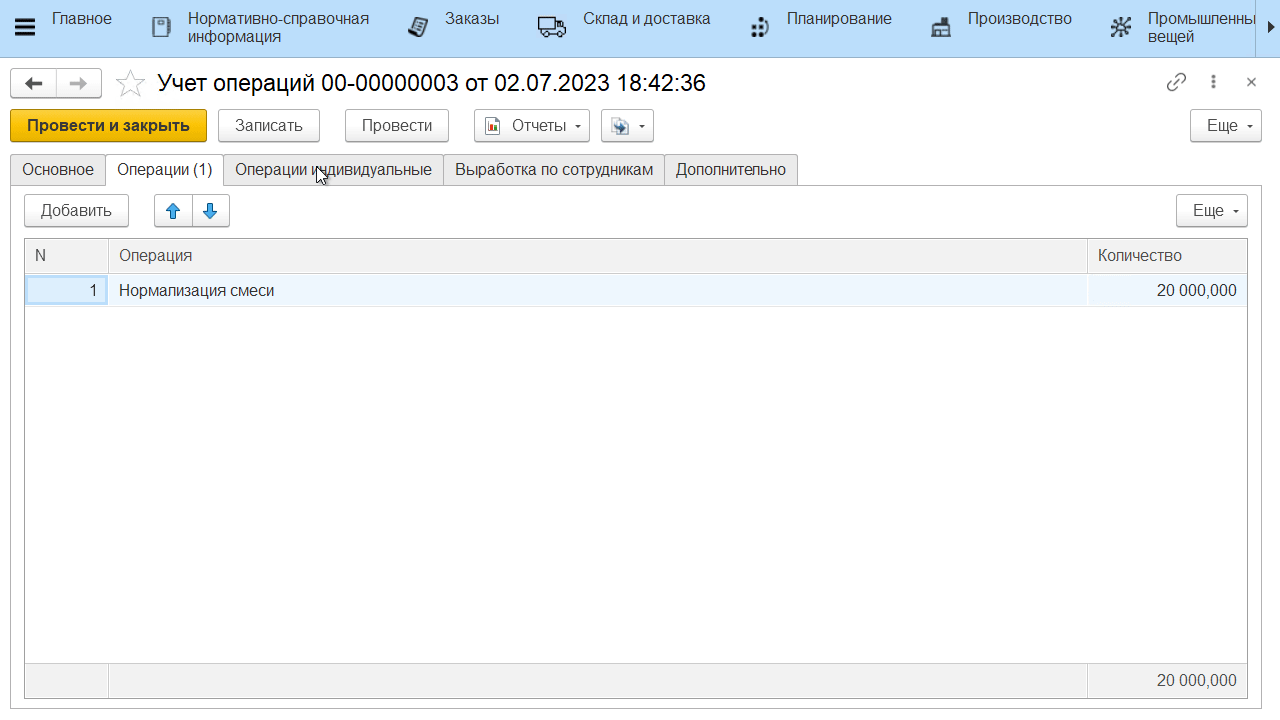 Главное
Нормативно-справочная
информация
Заказы
Склад и доставка
Планирование
Производство
Промышленны
вещей
Учет операций 00-00000003 от 02.07.2023 18:42:36
Провести и закрыть
Записать
Провести
Отчеты
Еще
Основное
Операции (1)
Операции индивидуальные
Выработка по сотрудникам
Дополнительно
Добавить
Еще
N Операция Количество
1 Нормализация смеси 20 000,000
20 000,000